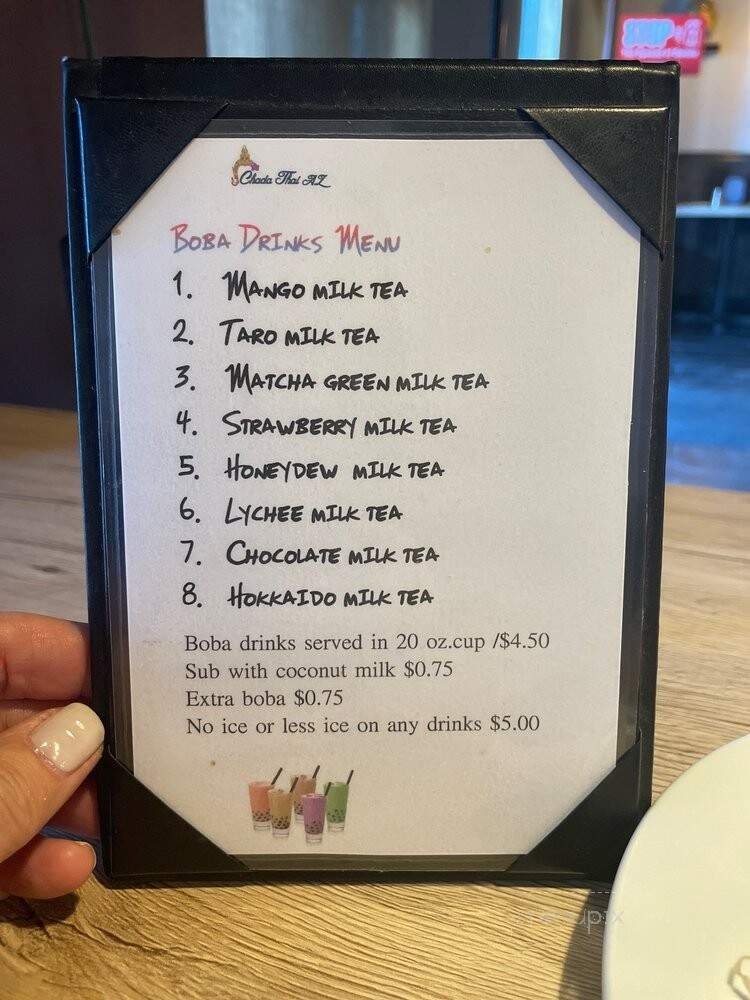 Chada Thai AZ
BOBA DRINKS MENU
1. MANGO MILK TEA
2. TARO MILK TEA
3. MATCHA GREEN MILK TEA
4. STRAWBERRY MILK TEA
5. HONEYDEW MILK TEA
6. LYCHEE MILK TEA
7. CHOCOLATE MILK TEA
8. HOKKAIDO MILK TEA
Boba drinks served in 20 oz.cup /$4.50
Sub with coconut milk $0.75
Extra boba $0.75
No ice or less ice on any drinks $5.00